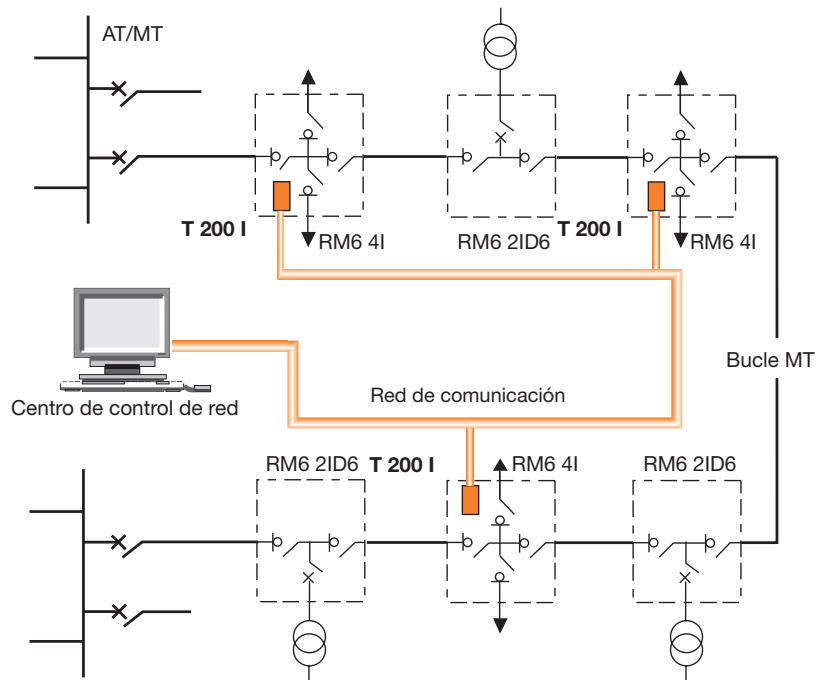 AT/MT
T 200 I
RM6 4I
RM6 2ID6
T 200 I
RM6 4I
Bucle MT
Centro de control de red
Red de comunicación
RM6 2ID6
T 200 I
RM6 4I
RM6 2ID6